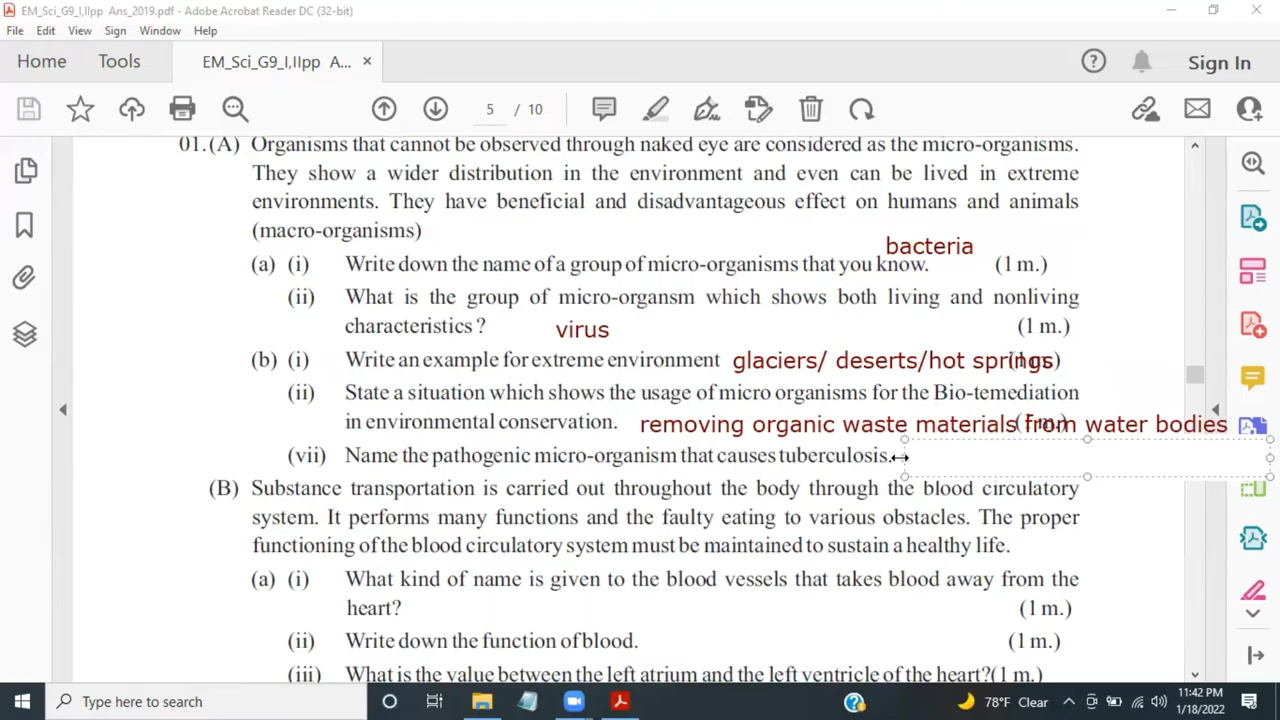 EM_Sci_G9_I,IIpp Ans_2019.pdf - Adobe Acrobat Reader DC (32-bit)
File Edit View Sign Window Help
Home Tools EM_Sci_G9_I,IIpp A... × Sign In
5 / 10
01. (A) Organisms that cannot be observed through naked eye are considered as the micro-organisms.
They show a wider distribution in the environment and even can be lived in extreme
environments. They have beneficial and disadvantageous effect on humans and animals
(macro-organisms)
bacteria
(a) (i) Write down the name of a group of micro-organisms that you know. (1 m.)
(ii) What is the group of micro-organsm which shows both living and nonliving
characteristics ? virus (1 m.)
(b) (i) Write an example for extreme environment glaciers/ deserts/hot springs (1 m.)
(ii) State a situation which shows the usage of micro organisms for the Bio-temediation
in environmental conservation. removing organic waste materials from water bodies (1 m.)
(vii) Name the pathogenic micro-organism that causes tuberculosis.
(B) Substance transportation is carried out throughout the body through the blood circulatory
system. It performs many functions and the faulty eating to various obstacles. The proper
functioning of the blood circulatory system must be maintained to sustain a healthy life.
(a) (i) What kind of name is given to the blood vessels that takes blood away from the
heart? (1 m.)
(ii) Write down the function of blood. (1 m.)
(iii) What is the value between the left atrium and the left ventricle of the heart?(1 m.)
Type here to search 78°F Clear 11:42 PM
1/18/2022